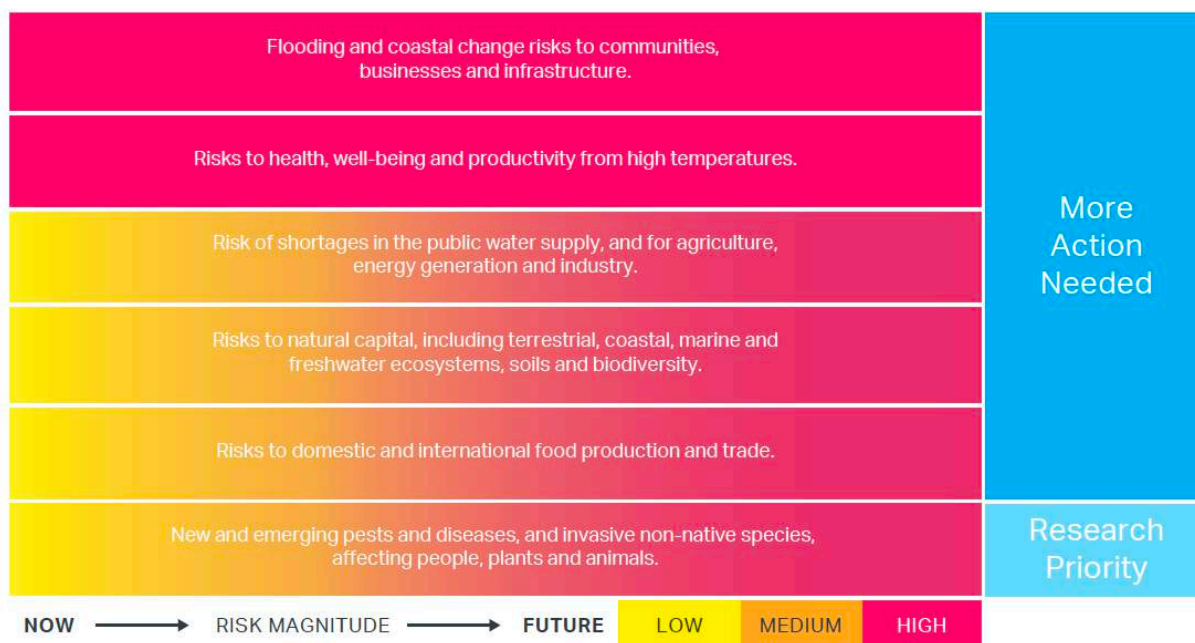 Flooding and coastal change risks to communities,
businesses and infrastructure.
Risks to health, well-being and productivity from high temperatures.
Risk of shortages in the public water supply, and for agriculture,
energy generation and industry.
Risks to natural capital, including terrestrial, coastal, marine and
freshwater ecosystems, soils and biodiversity.
Risks to domestic and international food production and trade.
More
Action
Needed
New and emerging pests and diseases, and invasive non-native species,
affecting people, plants and animals.
Research
Priority
NOW RISK MAGNITUDE FUTURE LOW MEDIUM HIGH